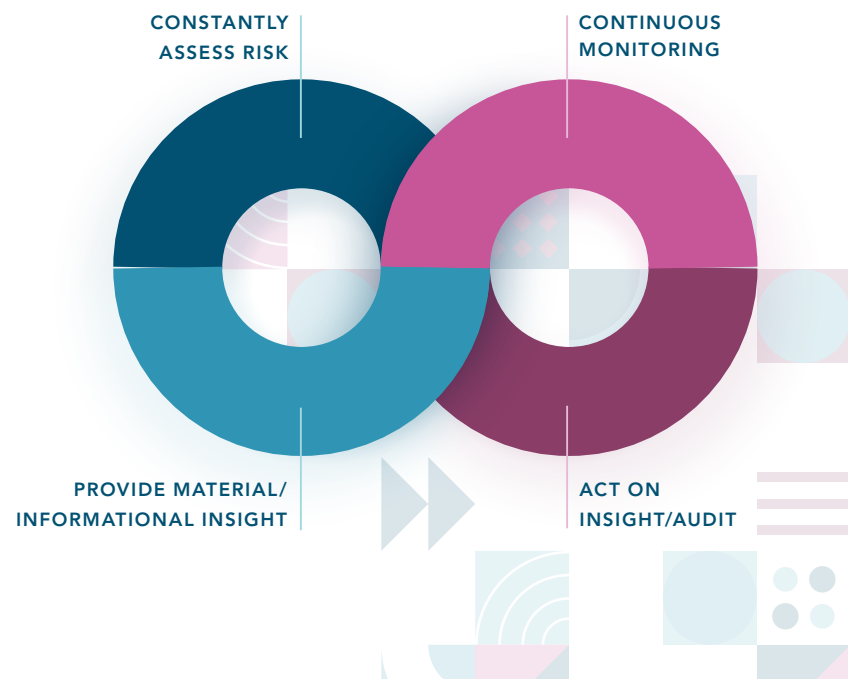 CONSTANTLY
ASSESS RISK
CONTINUOUS
MONITORING
PROVIDE MATERIAL/
INFORMATIONAL INSIGHT
ACT ON
INSIGHT/AUDIT